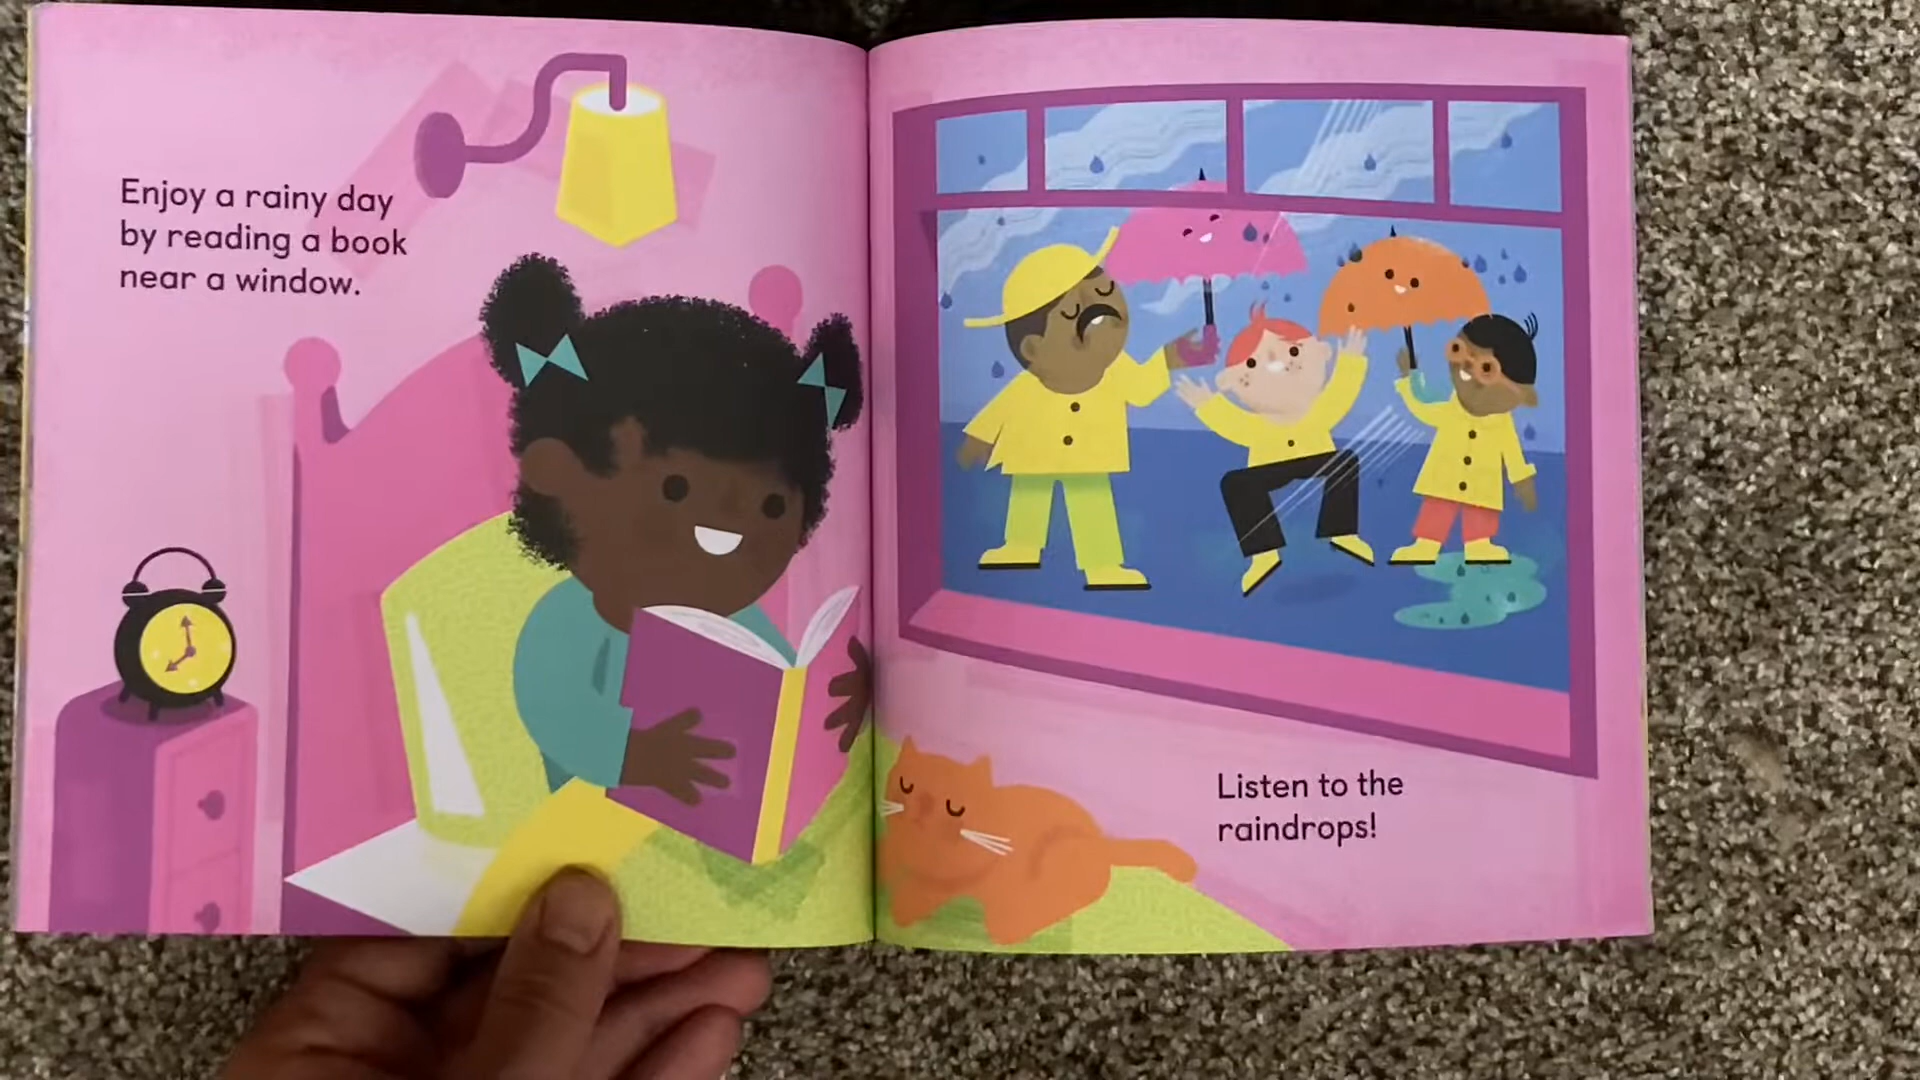 Enjoy a rainy day
by reading a book
near a window.
Listen to the
raindrops!